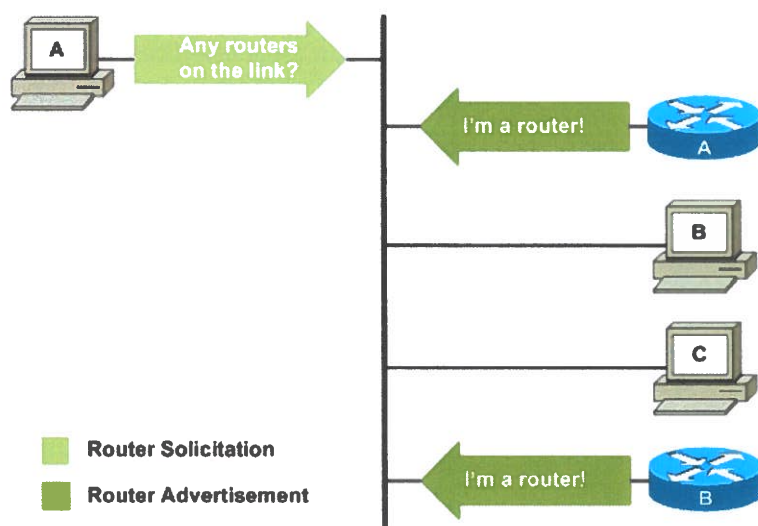 A
Any routers
on the link?
I'm a router!
A
B
C
Router Solicitation
I'm a router!
B
Router Advertisement